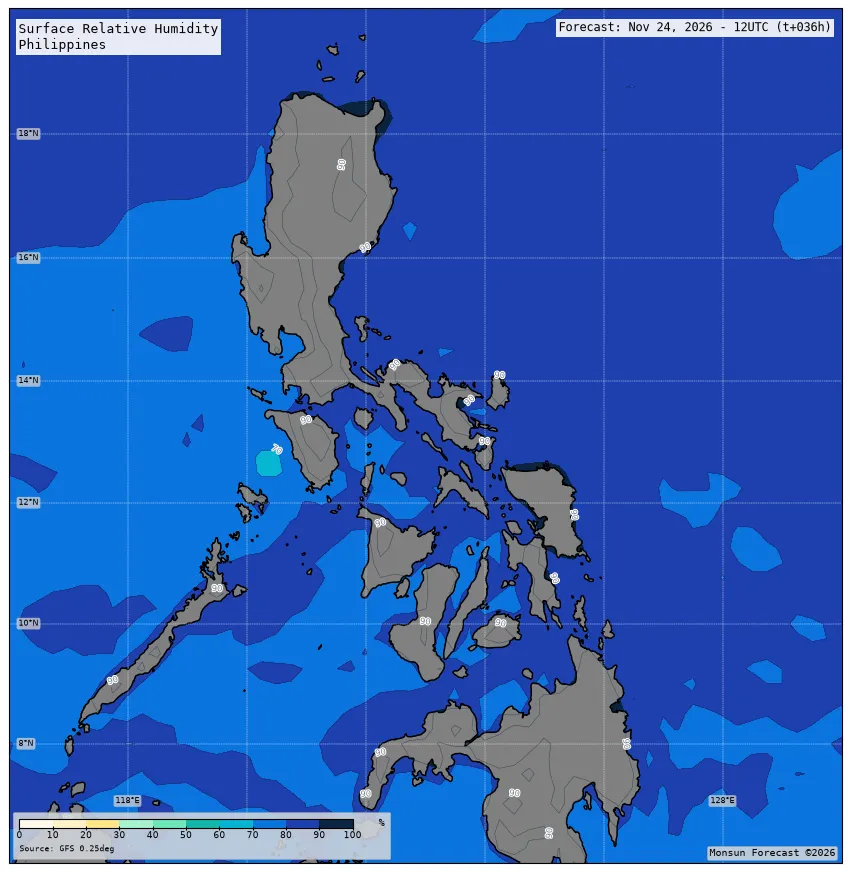 Surface Relative Humidity
Philippines
Forecast: Nov 24, 2026 - 12UTC (t+036h)
18°N
90
90
16°N
14°N
90
90
90
90
90
70
12°N
90
90
90
90
10°N
90
90
90
8°N
90
90
118°E
90
90
128°E
90
0 10 20 30 40 50 60 70 80 90 100 %
Source: GFS 0.25deg
Monsun Forecast ©2026